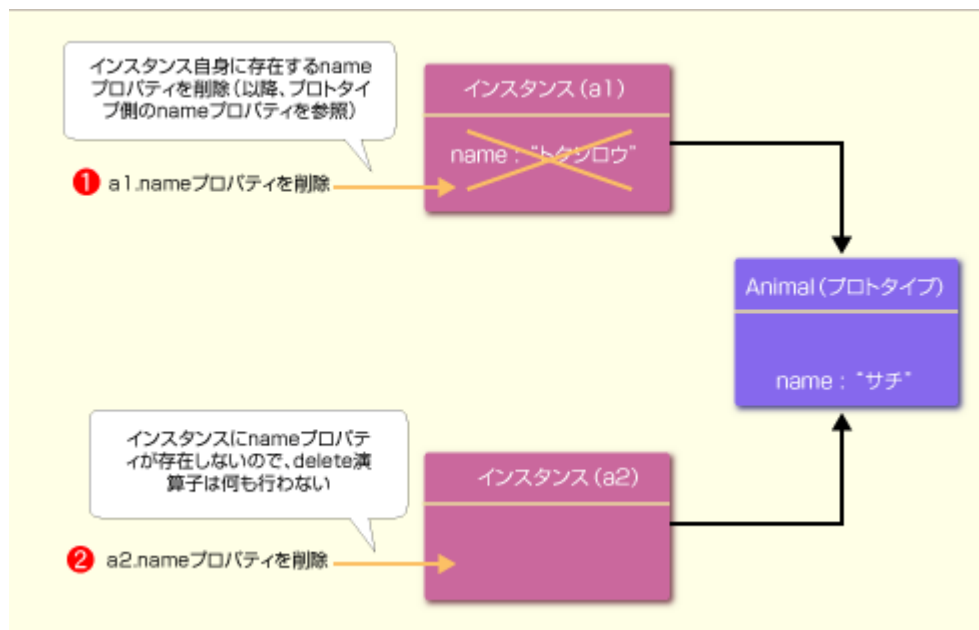 インスタンス自身に存在するname
プロパティを削除(以降、プロトタイ
プ側のnameプロパティを参照)
インスタンス(a1)
name : "トクジロウ"
❶ a1.nameプロパティを削除
Animal(プロトタイプ)
name : "サチ"
インスタンスにnameプロパテ
ィが存在しないので、delete演
算子は何も行わない
インスタンス(a2)
❷ a2.nameプロパティを削除